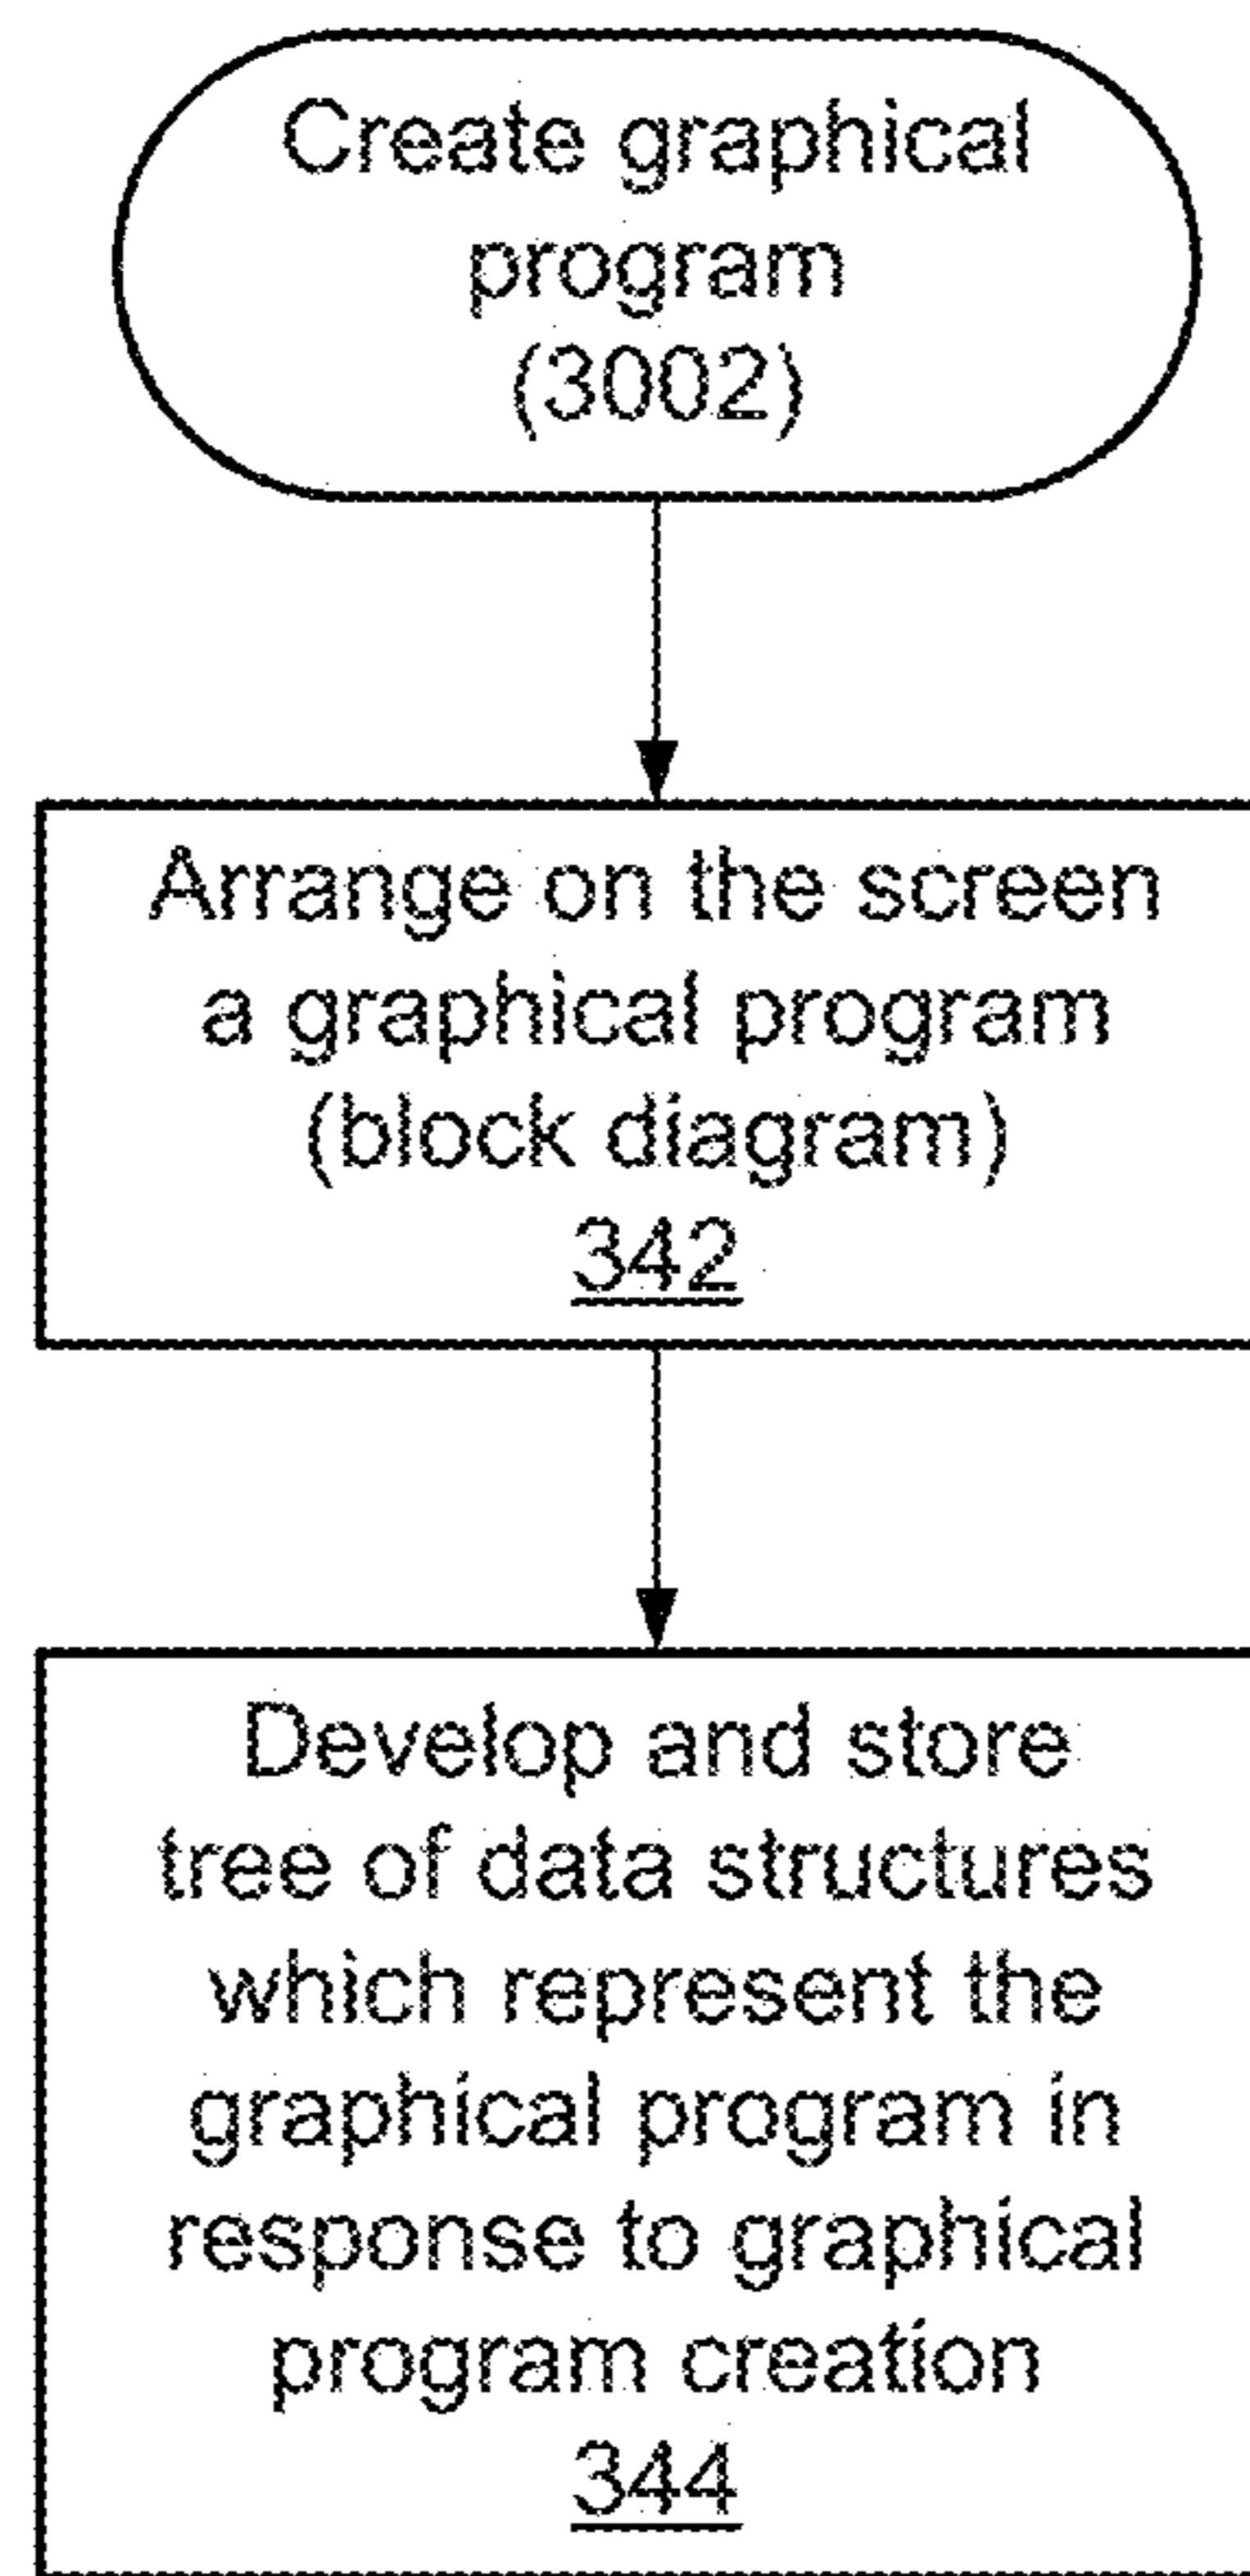 Create graphical
program
(3002)
Arrange on the screen
a graphical program
(block diagram)
342
Develop and store
tree of data structures
which represent the
graphical program in
response to graphical
program creation
344